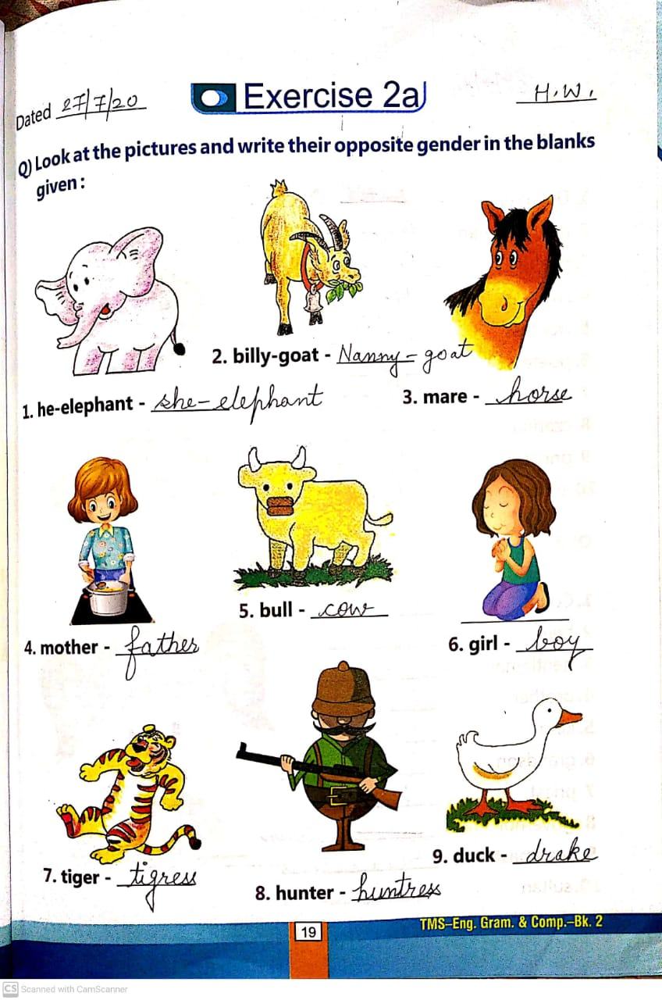 Dated 27/7/20
Exercise 2a
H.W.
Q) Look at the pictures and write their opposite gender in the blanks
given :
2. billy-goat - Nanny-goat
1. he-elephant - she-elephant
3. mare - horse
5. bull - cow
4. mother - father
6. girl - boy
9. duck - drake
7. tiger - tigress
8. hunter - huntress
TMS–Eng. Gram. & Comp.–Bk. 2
19
CS Scanned with CamScanner